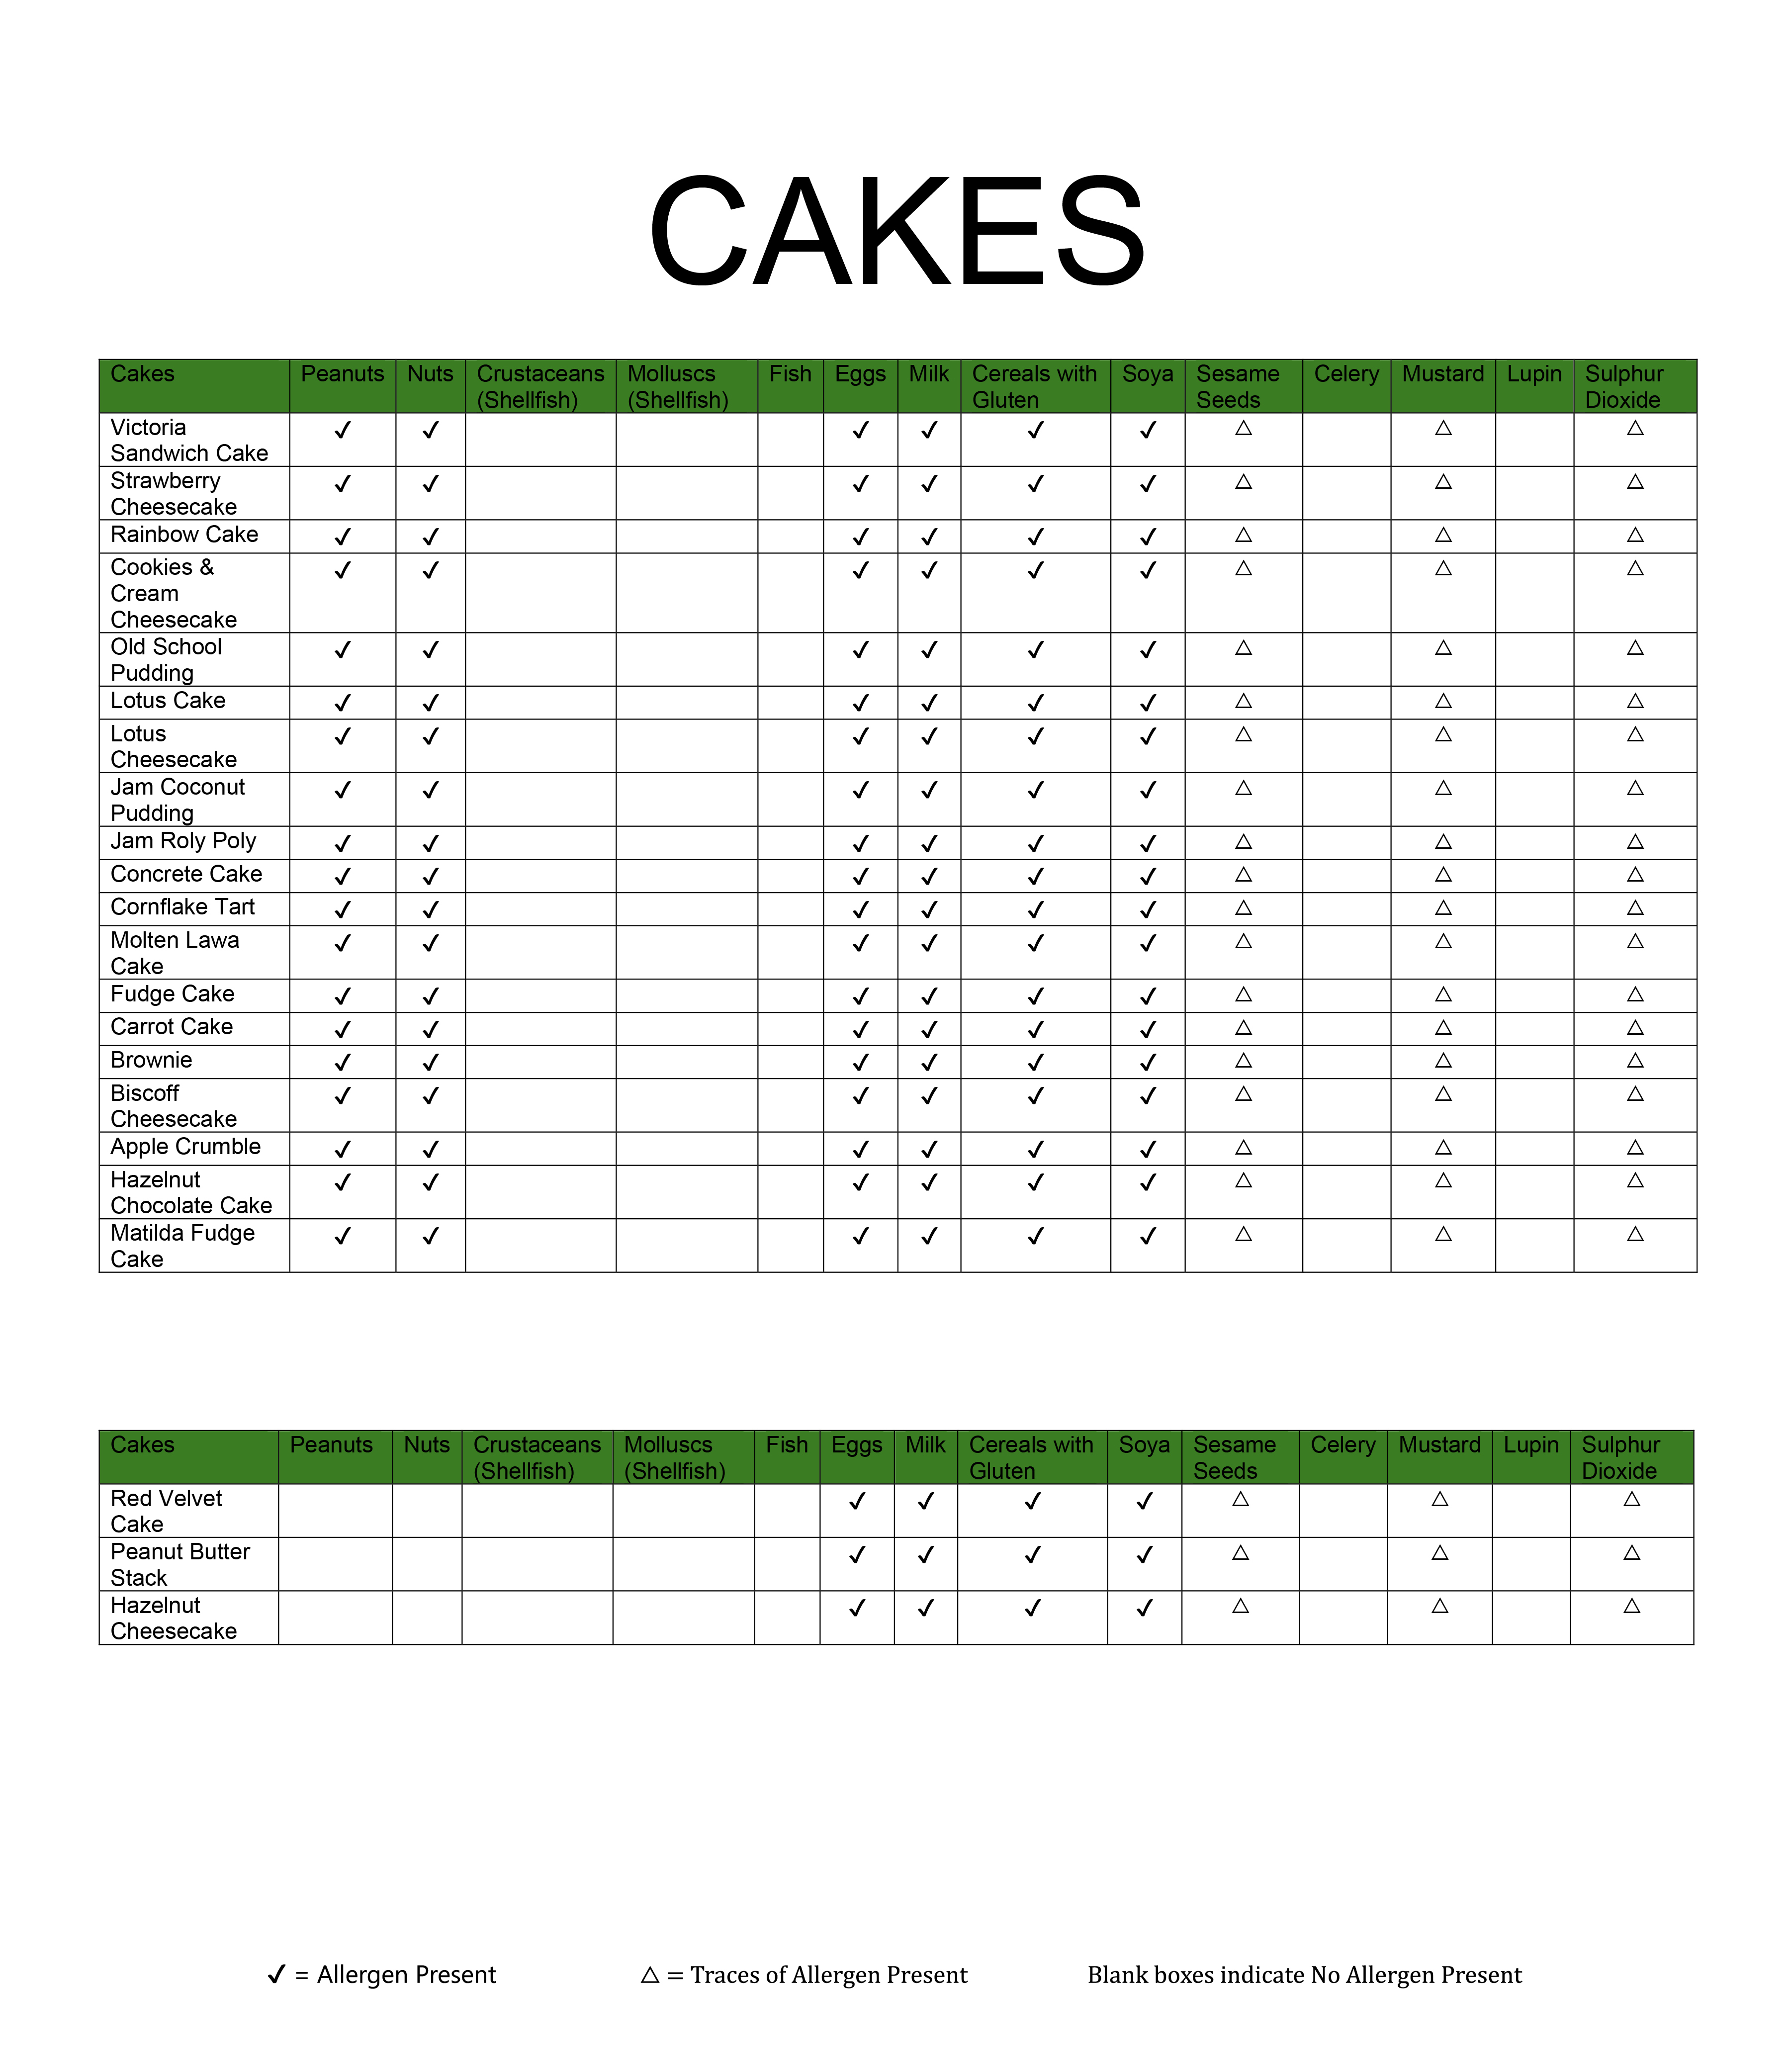 CAKES
Cakes Peanuts Nuts Crustaceans (Shellfish) Molluscs (Shellfish) Fish Eggs Milk Cereals with Gluten Soya Sesame Seeds Celery Mustard Lupin Sulphur Dioxide
Victoria Sandwich Cake ✓ ✓ ✓ ✓ ✓ ✓ △ △ △
Strawberry Cheesecake ✓ ✓ ✓ ✓ ✓ ✓ △ △ △
Rainbow Cake ✓ ✓ ✓ ✓ ✓ ✓ △ △ △
Cookies & Cream Cheesecake ✓ ✓ ✓ ✓ ✓ ✓ △ △ △
Old School Pudding ✓ ✓ ✓ ✓ ✓ ✓ △ △ △
Lotus Cake ✓ ✓ ✓ ✓ ✓ ✓ △ △ △
Lotus Cheesecake ✓ ✓ ✓ ✓ ✓ ✓ △ △ △
Jam Coconut Pudding ✓ ✓ ✓ ✓ ✓ ✓ △ △ △
Jam Roly Poly ✓ ✓ ✓ ✓ ✓ ✓ △ △ △
Concrete Cake ✓ ✓ ✓ ✓ ✓ ✓ △ △ △
Cornflake Tart ✓ ✓ ✓ ✓ ✓ ✓ △ △ △
Molten Lawa Cake ✓ ✓ ✓ ✓ ✓ ✓ △ △ △
Fudge Cake ✓ ✓ ✓ ✓ ✓ ✓ △ △ △
Carrot Cake ✓ ✓ ✓ ✓ ✓ ✓ △ △ △
Brownie ✓ ✓ ✓ ✓ ✓ ✓ △ △ △
Biscoff Cheesecake ✓ ✓ ✓ ✓ ✓ ✓ △ △ △
Apple Crumble ✓ ✓ ✓ ✓ ✓ ✓ △ △ △
Hazelnut Chocolate Cake ✓ ✓ ✓ ✓ ✓ ✓ △ △ △
Matilda Fudge Cake ✓ ✓ ✓ ✓ ✓ ✓ △ △ △
Cakes Peanuts Nuts Crustaceans (Shellfish) Molluscs (Shellfish) Fish Eggs Milk Cereals with Gluten Soya Sesame Seeds Celery Mustard Lupin Sulphur Dioxide
Red Velvet Cake ✓ ✓ ✓ ✓ △ △ △
Peanut Butter Stack ✓ ✓ ✓ ✓ △ △ △
Hazelnut Cheesecake ✓ ✓ ✓ ✓ △ △ △
✓ = Allergen Present △ = Traces of Allergen Present Blank boxes indicate No Allergen Present